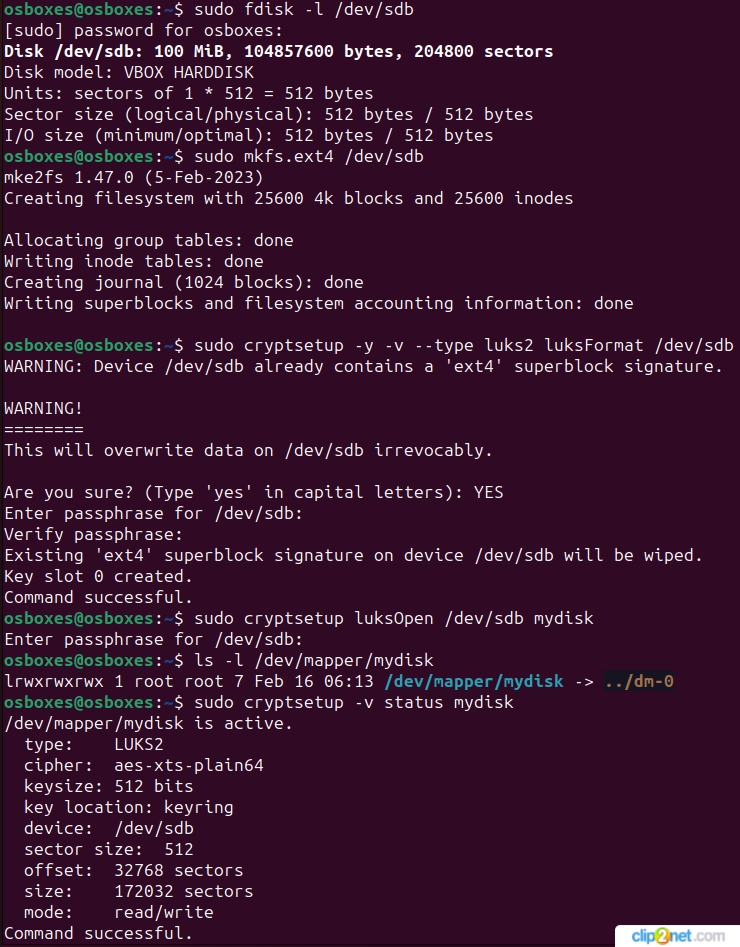 osboxes@osboxes:~$ sudo fdisk -l /dev/sdb
[sudo] password for osboxes:
Disk /dev/sdb: 100 MiB, 104857600 bytes, 204800 sectors
Disk model: VBOX HARDDISK
Units: sectors of 1 * 512 = 512 bytes
Sector size (logical/physical): 512 bytes / 512 bytes
I/O size (minimum/optimal): 512 bytes / 512 bytes
osboxes@osboxes:~$ sudo mkfs.ext4 /dev/sdb
mke2fs 1.47.0 (5-Feb-2023)
Creating filesystem with 25600 4k blocks and 25600 inodes

Allocating group tables: done
Writing inode tables: done
Creating journal (1024 blocks): done
Writing superblocks and filesystem accounting information: done

osboxes@osboxes:~$ sudo cryptsetup -y -v --type luks2 luksFormat /dev/sdb
WARNING: Device /dev/sdb already contains a 'ext4' superblock signature.

WARNING!
========
This will overwrite data on /dev/sdb irrevocably.

Are you sure? (Type 'yes' in capital letters): YES
Enter passphrase for /dev/sdb:
Verify passphrase:
Existing 'ext4' superblock signature on device /dev/sdb will be wiped.
Key slot 0 created.
Command successful.
osboxes@osboxes:~$ sudo cryptsetup luksOpen /dev/sdb mydisk
Enter passphrase for /dev/sdb:
osboxes@osboxes:~$ ls -l /dev/mapper/mydisk
lrwxrwxrwx 1 root root 7 Feb 16 06:13 /dev/mapper/mydisk -> ../dm-0
osboxes@osboxes:~$ sudo cryptsetup -v status mydisk
/dev/mapper/mydisk is active.
  type:    LUKS2
  cipher:  aes-xts-plain64
  keysize: 512 bits
  key location: keyring
  device:  /dev/sdb
  sector size:  512
  offset:  32768 sectors
  size:    172032 sectors
  mode:    read/write
Command successful.
clip2net.com